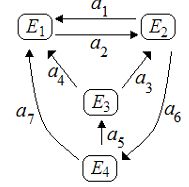 a₁
E₁ E₂
a₂
a₄ a₃
E₃
a₇ a₆
a₅
E₄